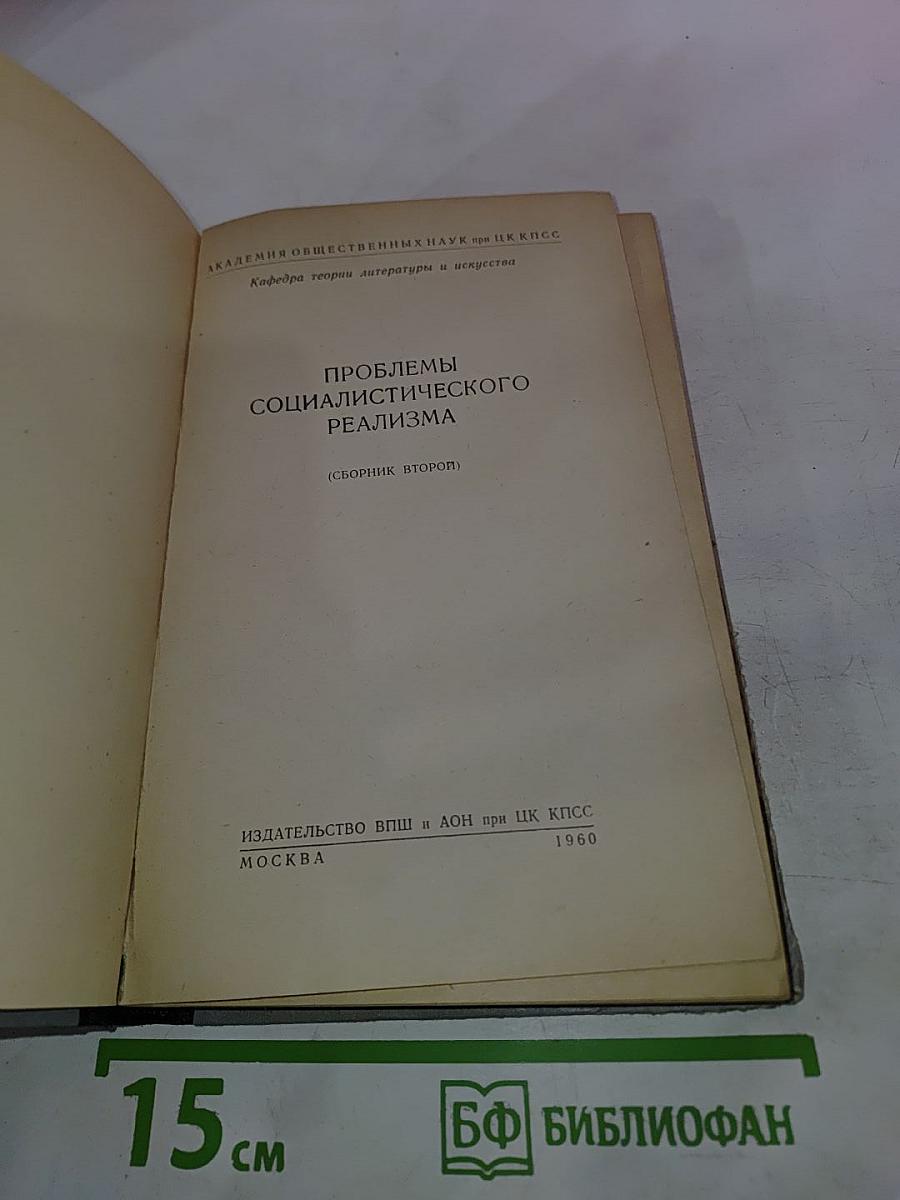 АКАДЕМИЯ ОБЩЕСТВЕННЫХ НАУК при ЦК КПСС
Кафедра теории литературы и искусства
ПРОБЛЕМЫ
СОЦИАЛИСТИЧЕСКОГО
РЕАЛИЗМА
(СБОРНИК ВТОРОЙ)
ИЗДАТЕЛЬСТВО ВПШ и АОН при ЦК КПСС
МОСКВА 1960
15 см БФ БИБЛИОФАН